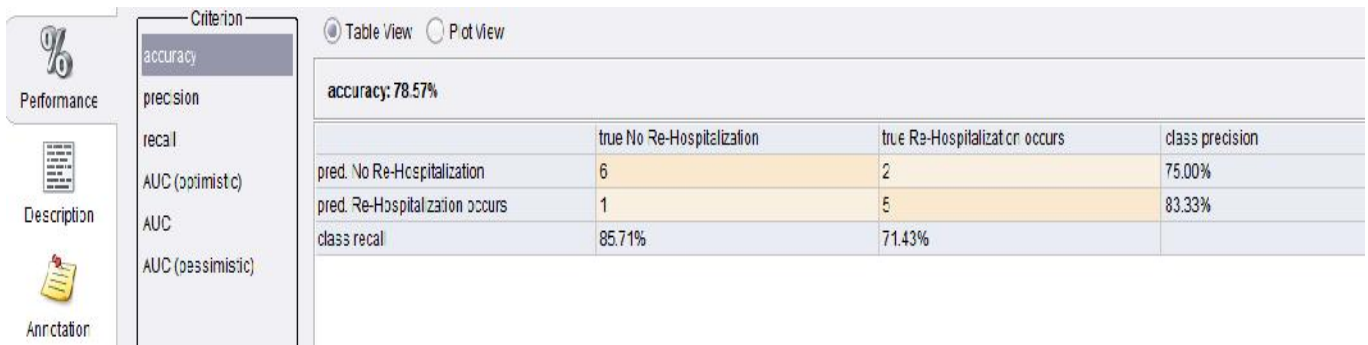 %
Performance
Description
Annotation
Criterion
accuracy
precision
recall
AUC (optimistic)
AUC
AUC (pessimistic)
Table View Plot View
accuracy: 78.57%
true No Re-Hospitalization true Re-Hospitalization occurs class precision
pred. No Re-Hospitalization 6 2 75.00%
pred. Re-Hospitalization occurs 1 5 83.33%
class recall 85.71% 71.43%